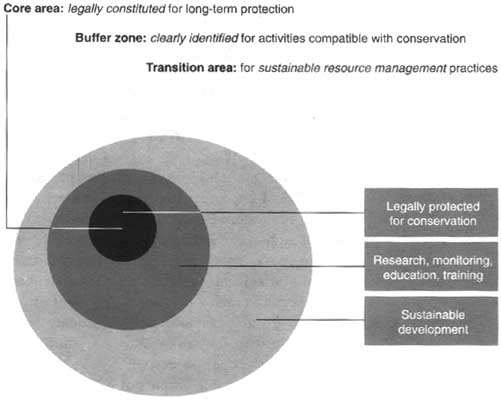 Core area: legally constituted for long-term protection
Buffer zone: clearly identified for activities compatible with conservation
Transition area: for sustainable resource management practices
Legally protected
for conservation
Research, monitoring,
education, training
Sustainable
development